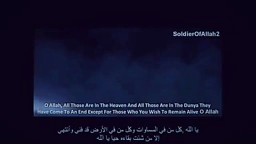 SoldierOfAllah2
O Allah, All Those Are In The Heaven And All Those Are In The Dunya They
Have Come To An End Except For Those Who You Wish To Remain Alive O Allah
يا الله ,كل من في السماوات وكل من في الأرض قد فني وأنتهي
إلا من شئت بقاءه حياً يا الله